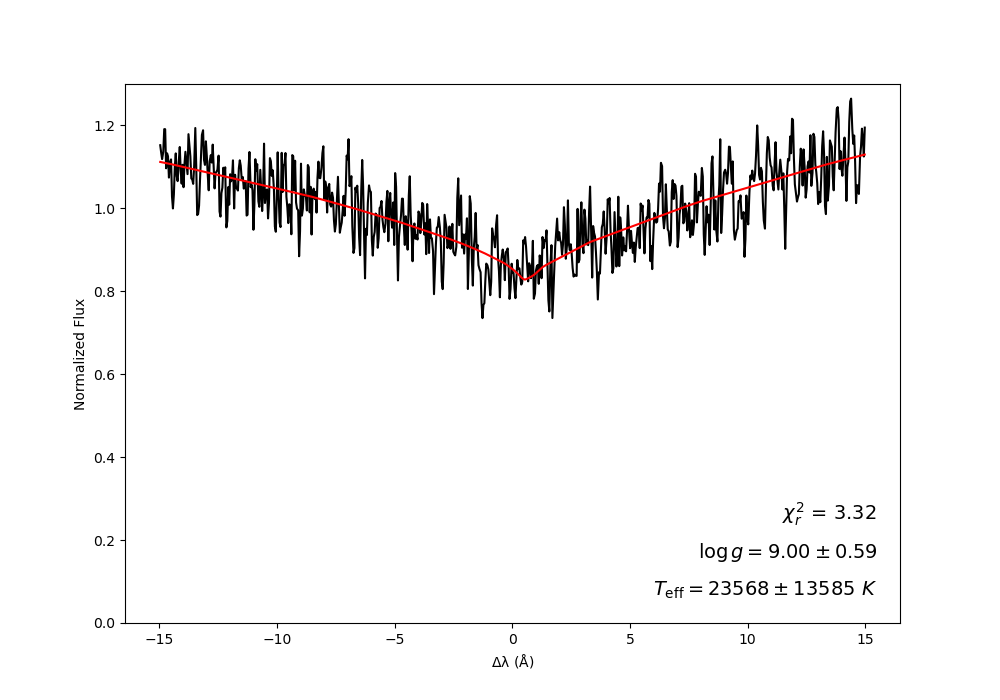 1.2
1.0
0.8
0.6
0.4
0.2
0.0
Normalized Flux
χ²ᵣ = 3.32
log g = 9.00 ± 0.59
T_eff = 23568 ± 13585 K
−15 −10 −5 0 5 10 15
Δλ (Å)